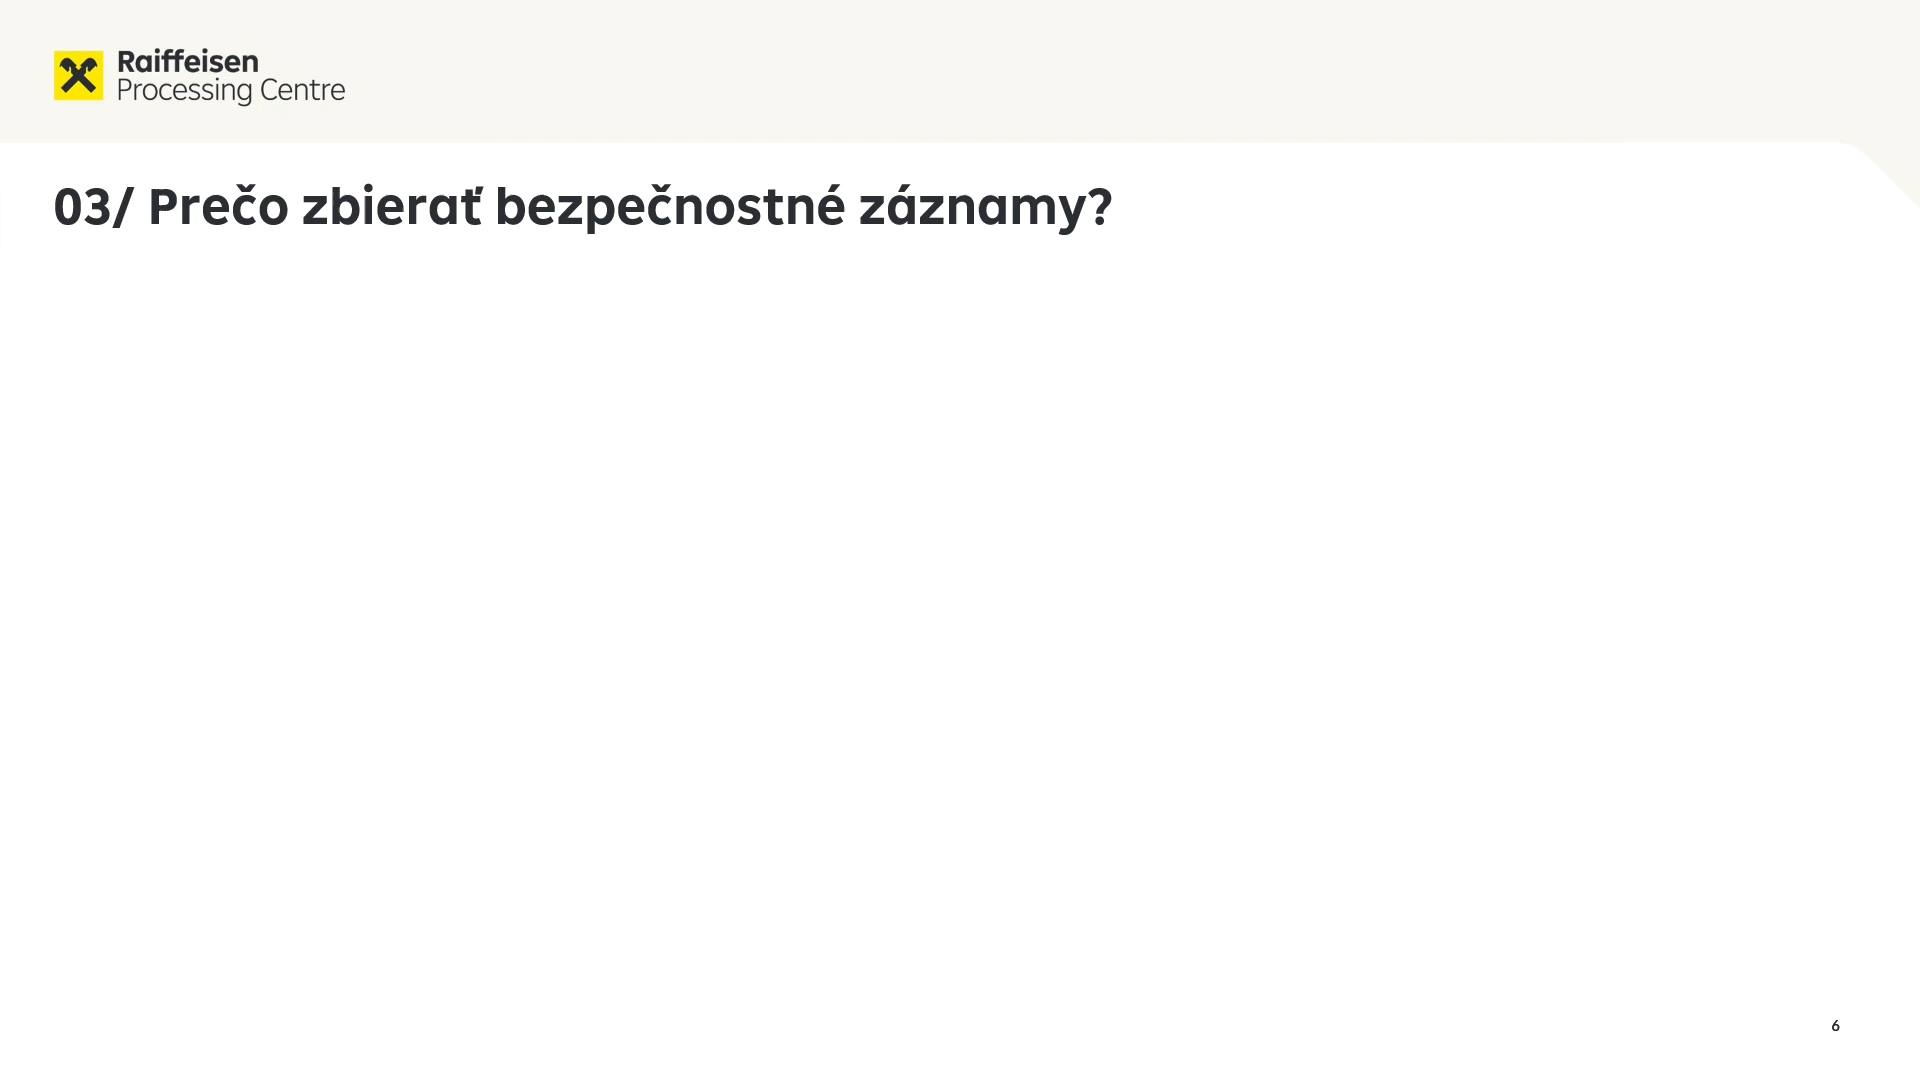 Raiffeisen
Processing Centre
03/ Prečo zbierať bezpečnostné záznamy?
6